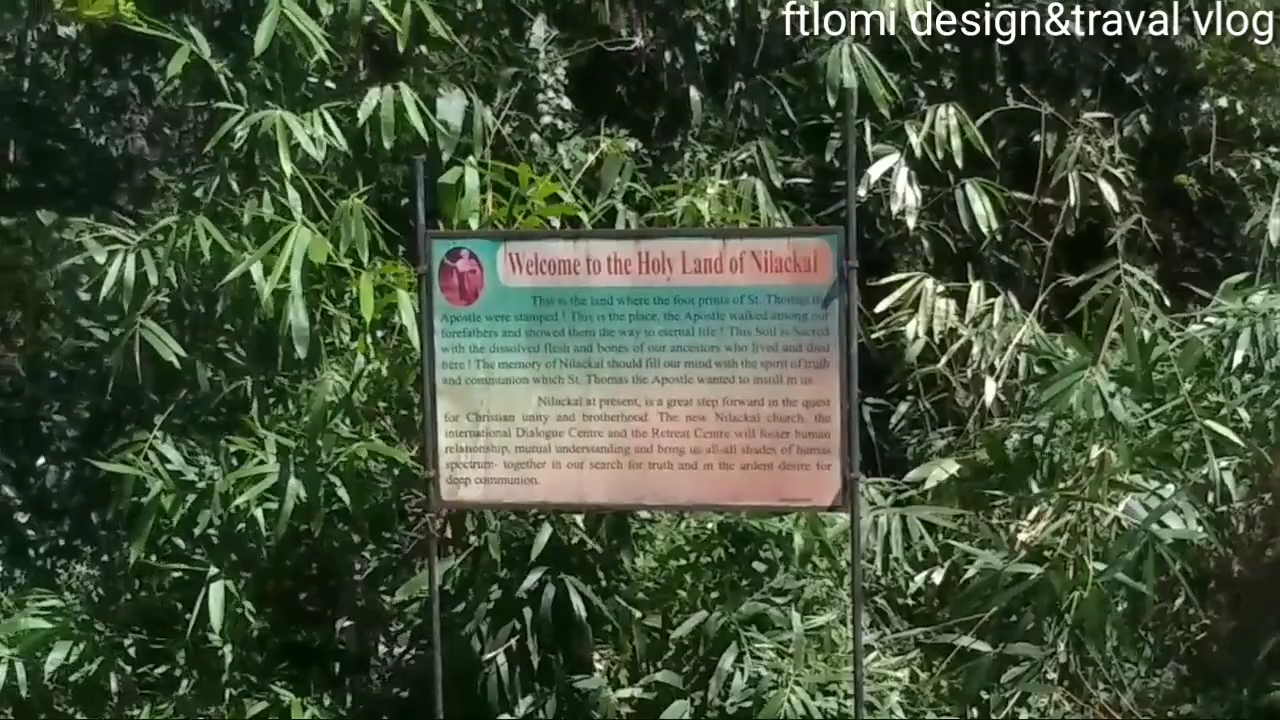 ftlomi design&traval vlog
Welcome to the Holy Land of Nilackal
This is the land where the foot prints of St. Thomas the
Apostle were stamped ! This is the place, the Apostle walked among our
forefathers and showed them the way to eternal life ! This Soil is Sacred
with the dissolved flesh and bones of our ancestors who lived and died
here ! The memory of Nilackal should fill our mind with the spirit of truth
and communion which St. Thomas the Apostle wanted to instill in us.
Nilackal at present, is a great step forward in the quest
for Christian unity and brotherhood. The new Nilackal church, the
international Dialogue Centre and the Retreat Centre will foster human
relationship, mutual understanding and bring us all-all shades of human
spectrum- together in our search for truth and in the ardent desire for
deep communion.